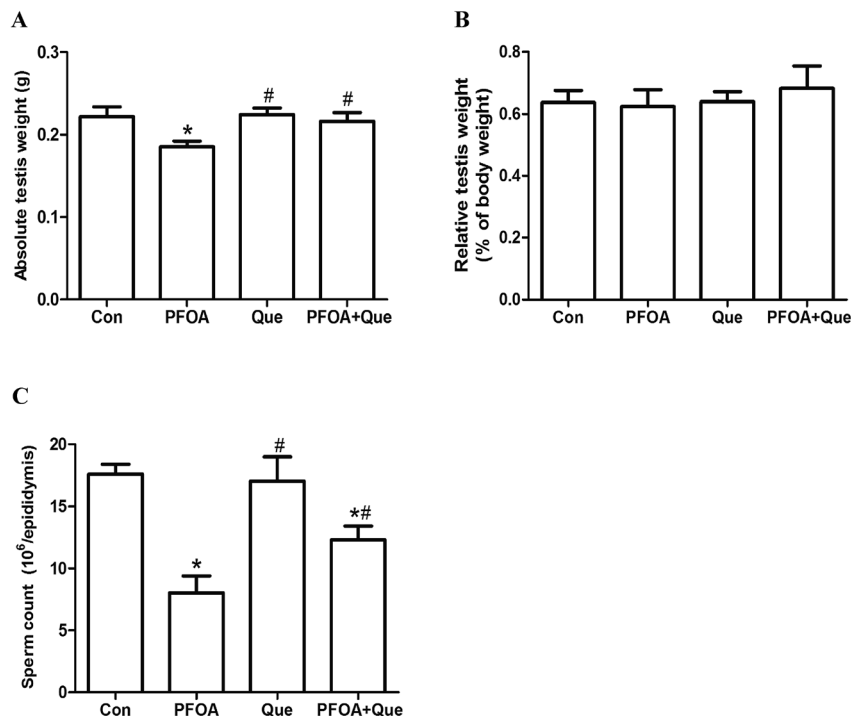 A
Absolute testis weight (g)
0.3
0.2
0.1
0.0
*
#
#
Con PFOA Que PFOA+Que
B
Relative testis weight
(% of body weight)
0.8
0.6
0.4
0.2
0.0
Con PFOA Que PFOA+Que
C
Sperm count (10⁶/epididymis)
20
15
10
5
0
*
#
*#
Con PFOA Que PFOA+Que